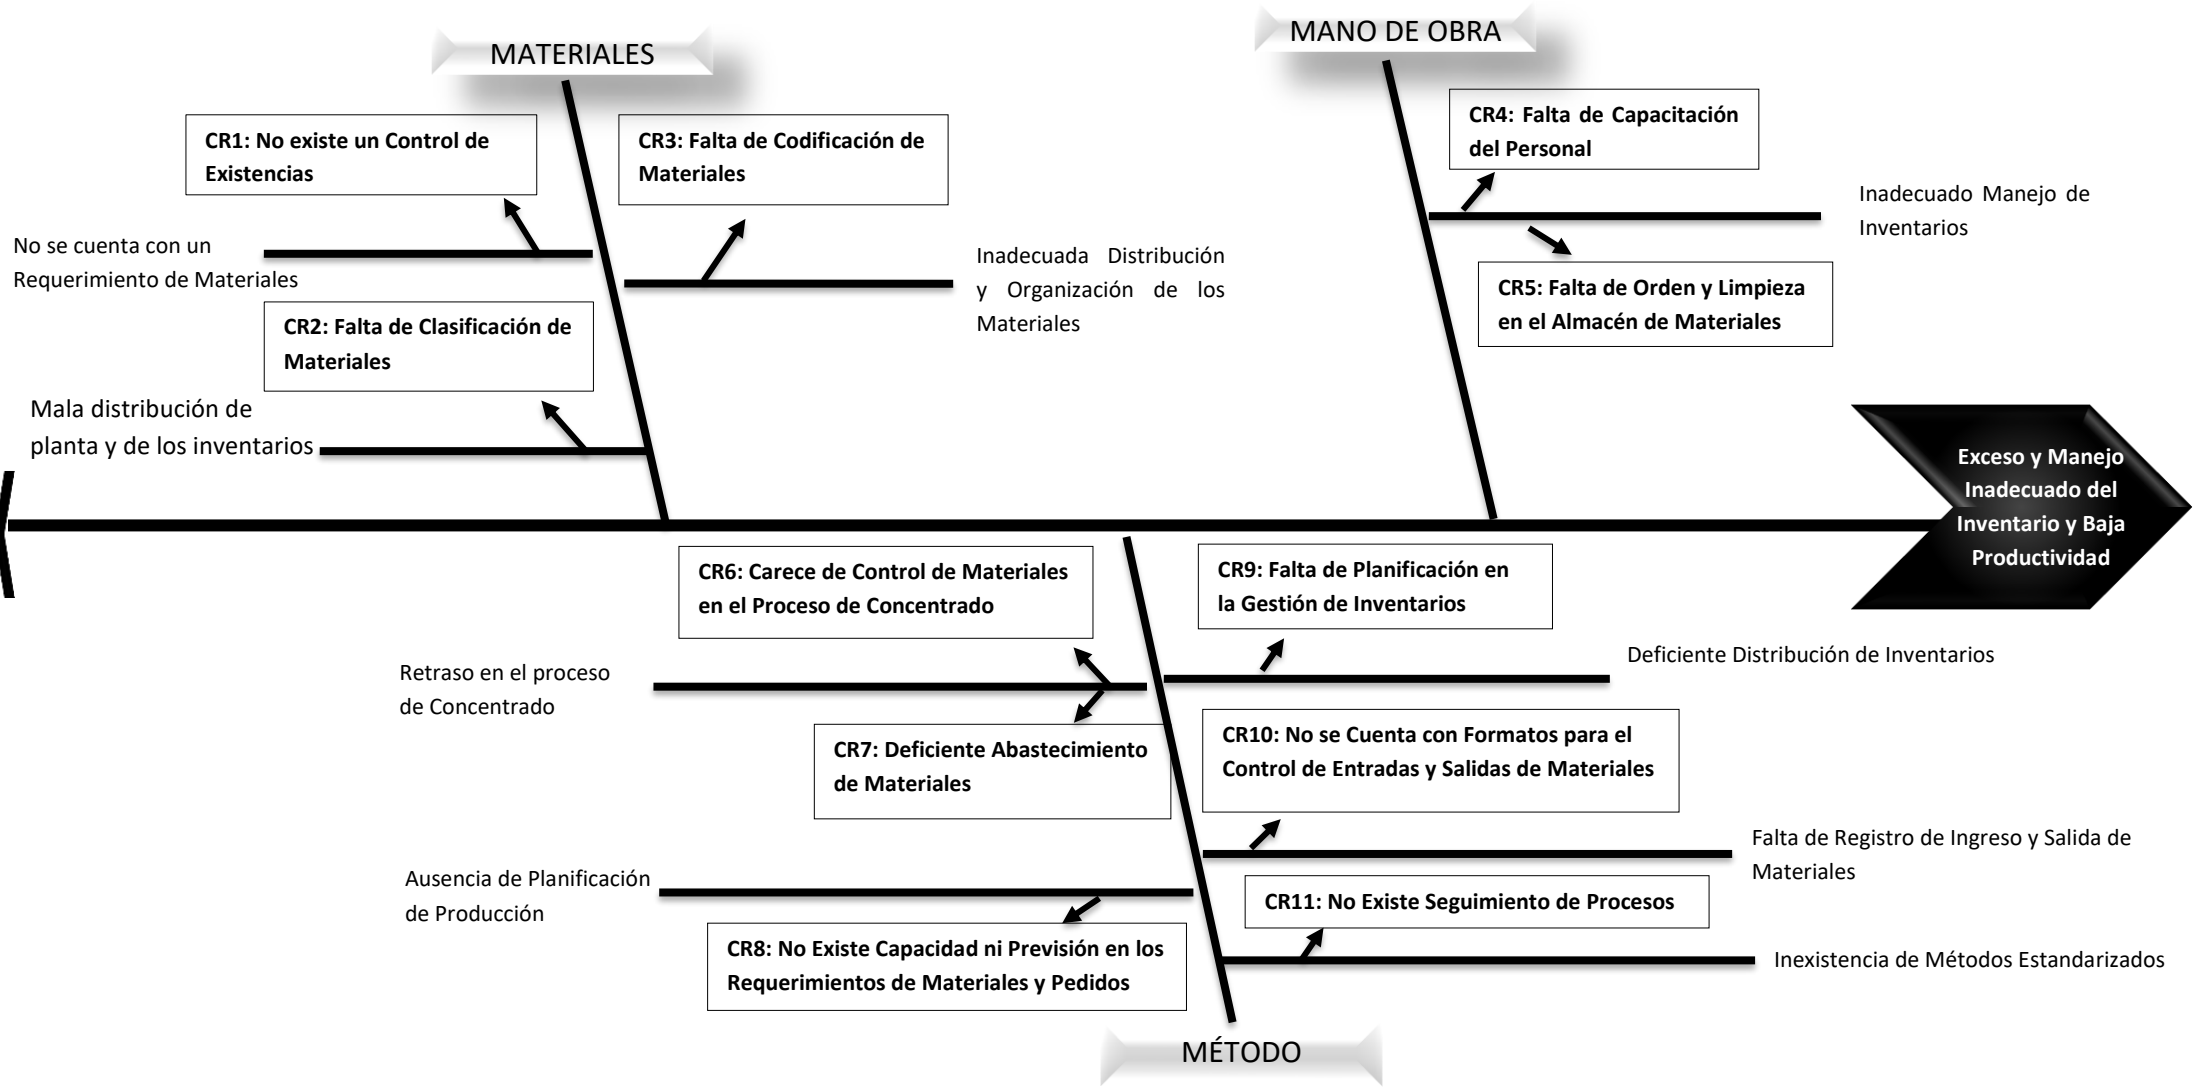 MATERIALES
MANO DE OBRA
CR1: No existe un Control de
Existencias
CR3: Falta de Codificación de
Materiales
CR4: Falta de Capacitación
del Personal
No se cuenta con un
Requerimiento de Materiales
Inadecuada Distribución
y Organización de los
Materiales
Inadecuado Manejo de
Inventarios
CR2: Falta de Clasificación de
Materiales
CR5: Falta de Orden y Limpieza
en el Almacén de Materiales
Mala distribución de
planta y de los inventarios
Exceso y Manejo
Inadecuado del
Inventario y Baja
Productividad
CR6: Carece de Control de Materiales
en el Proceso de Concentrado
CR9: Falta de Planificación en
la Gestión de Inventarios
Retraso en el proceso
de Concentrado
Deficiente Distribución de Inventarios
CR7: Deficiente Abastecimiento
de Materiales
CR10: No se Cuenta con Formatos para el
Control de Entradas y Salidas de Materiales
Falta de Registro de Ingreso y Salida de
Materiales
Ausencia de Planificación
de Producción
CR11: No Existe Seguimiento de Procesos
CR8: No Existe Capacidad ni Previsión en los
Requerimientos de Materiales y Pedidos
Inexistencia de Métodos Estandarizados
MÉTODO